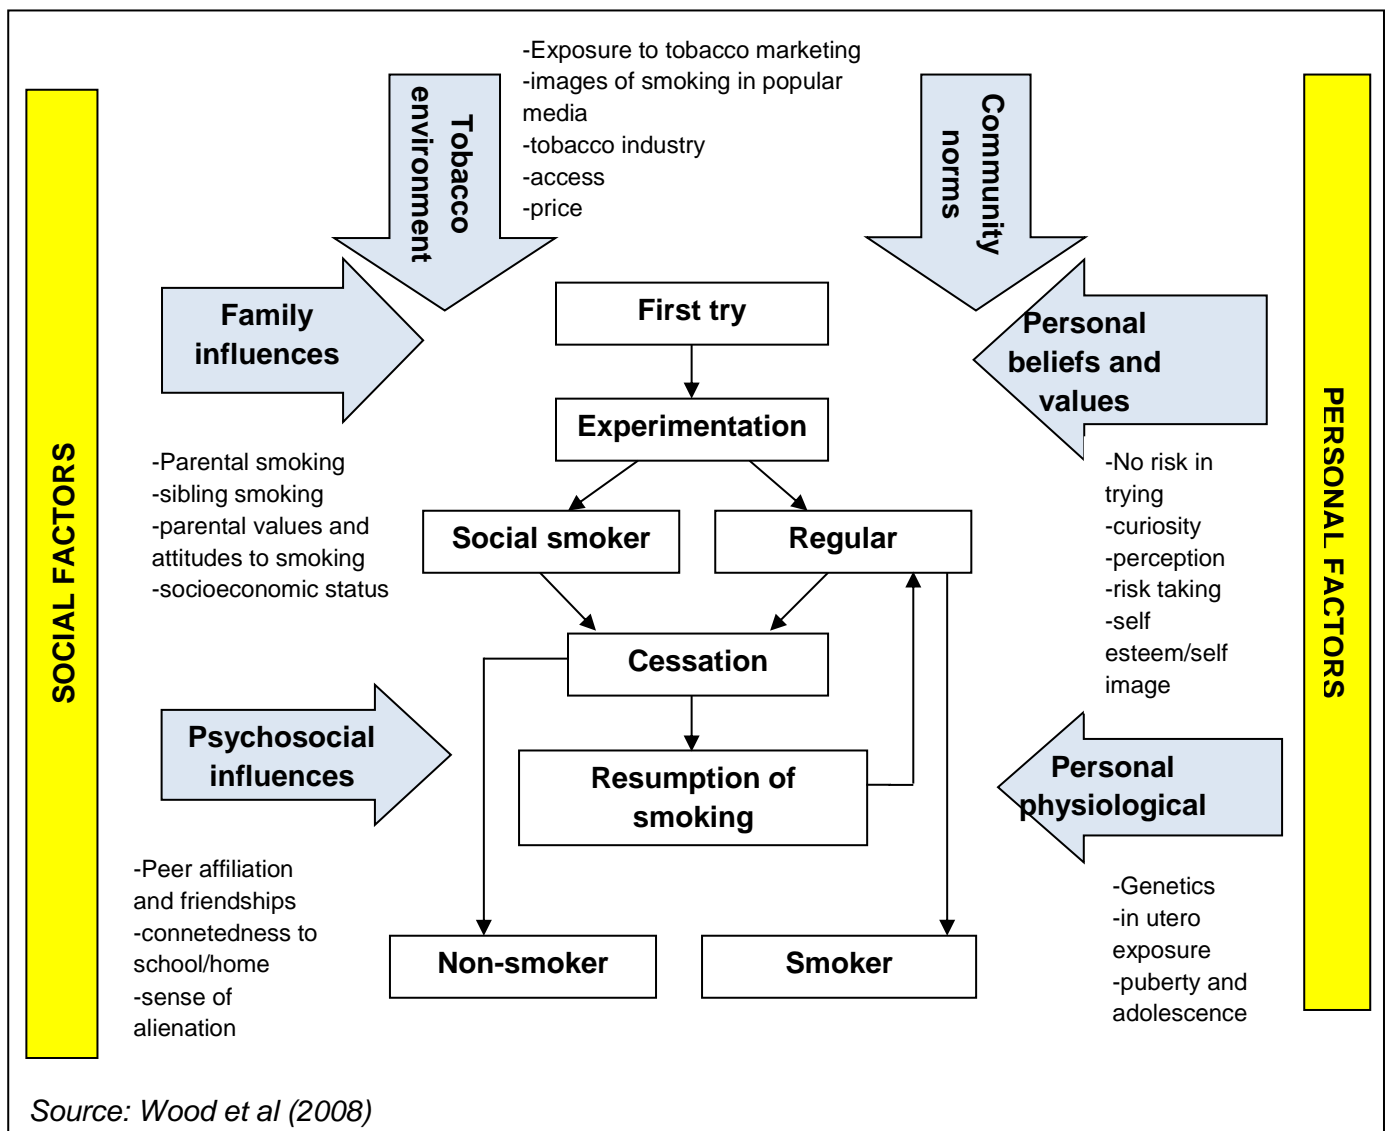 -Exposure to tobacco marketing
-images of smoking in popular
media
-tobacco industry
-access
-price
Tobacco
environment
Community
norms
Family
influences
First try
Personal
beliefs and
values
Experimentation
SOCIAL FACTORS
PERSONAL FACTORS
-Parental smoking
-sibling smoking
-parental values and
attitudes to smoking
-socioeconomic status
Social smoker
Regular
-No risk in
trying
-curiosity
-perception
-risk taking
-self
esteem/self
image
Cessation
Psychosocial
influences
Resumption of
smoking
Personal
physiological
-Peer affiliation
and friendships
-connetedness to
school/home
-sense of
alienation
Non-smoker
Smoker
-Genetics
-in utero
exposure
-puberty and
adolescence
Source: Wood et al (2008)